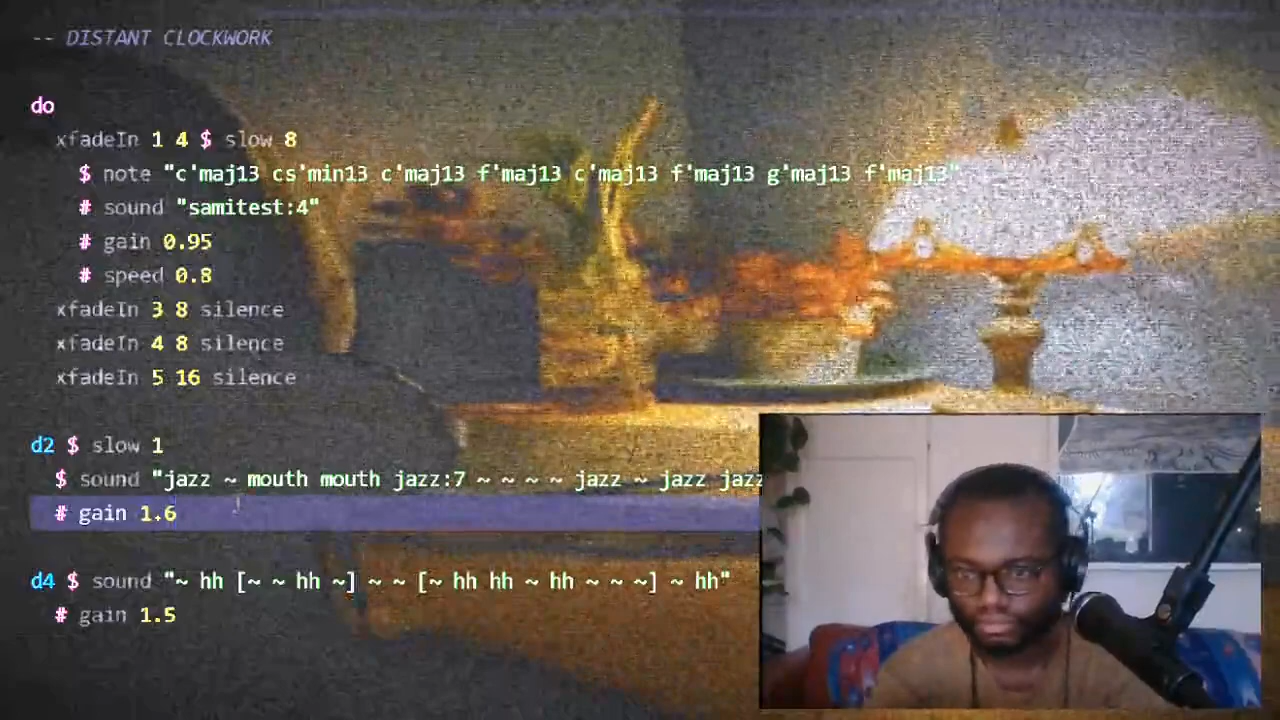 -- DISTANT CLOCKWORK
do
xfadeIn 1 4 $ slow 8
$ note "c'maj13 cs'min13 c'maj13 f'maj13 c'maj13 f'maj13 g'maj13 f'maj13"
# sound "samitest:4"
# gain 0.95
# speed 0.8
xfadeIn 3 8 silence
xfadeIn 4 8 silence
xfadeIn 5 16 silence
d2 $ slow 1
$ sound "jazz ~ mouth mouth jazz:7 ~ ~ ~ ~ jazz ~ jazz jazz
# gain 1.6
d4 $ sound "~ hh [~ ~ hh ~] ~ ~ [~ hh hh ~ hh ~ ~ ~] ~ hh"
# gain 1.5